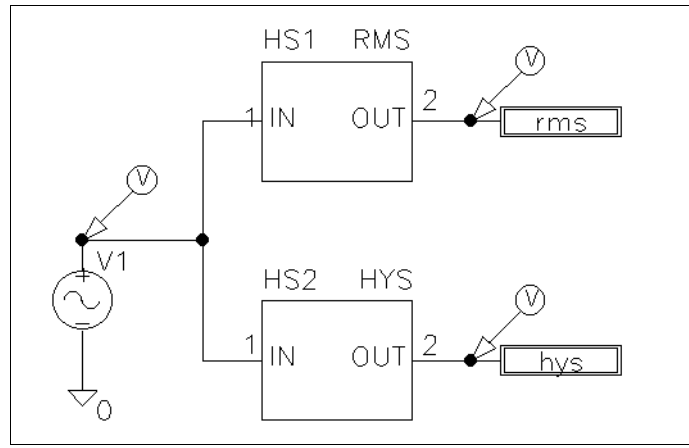 HS1 RMS
V
1 IN OUT 2
rms
V
V1
HS2 HYS
V
1 IN OUT 2
hys
0